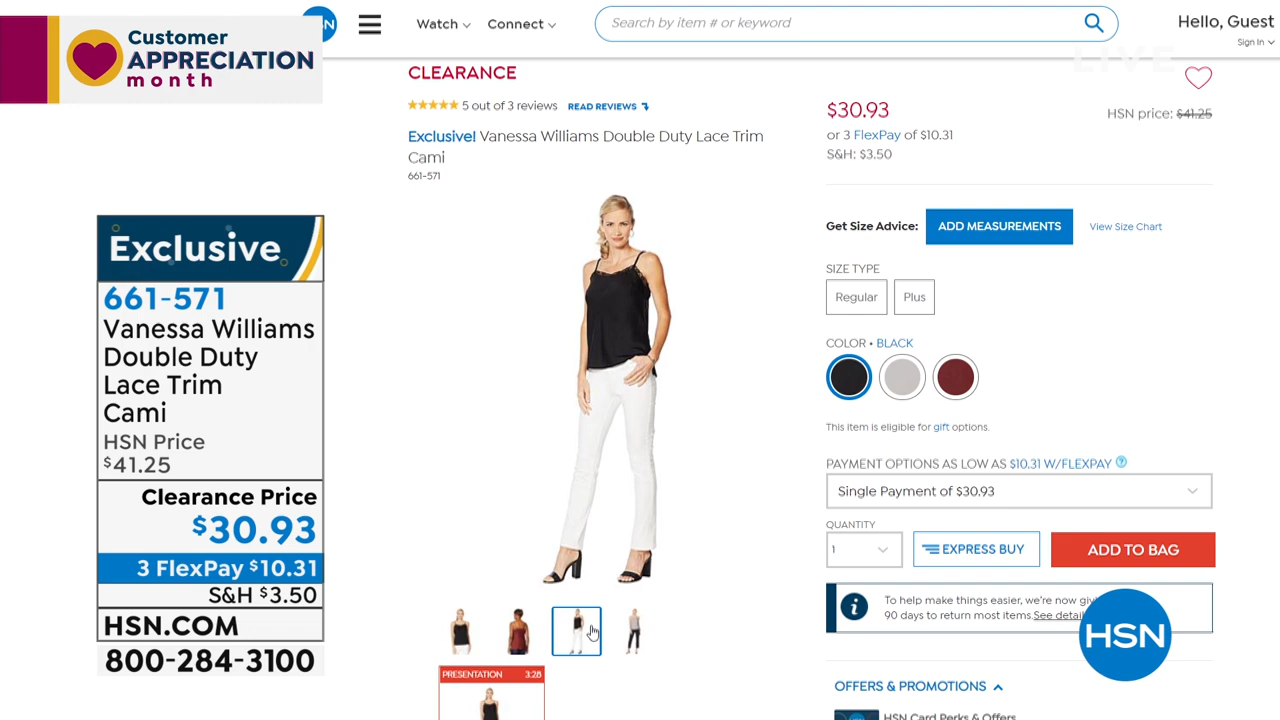 Customer
APPRECIATION
month
HSN
Watch
Connect
Search by item # or keyword
Hello, Guest
Sign In
LIVE
CLEARANCE
5 out of 3 reviews READ REVIEWS
Exclusive! Vanessa Williams Double Duty Lace Trim
Cami
661-571
$30.93
HSN price: $41.25
or 3 FlexPay of $10.31
S&H: $3.50
Get Size Advice: ADD MEASUREMENTS View Size Chart
SIZE TYPE
Regular Plus
COLOR • BLACK
This item is eligible for gift options.
PAYMENT OPTIONS AS LOW AS $10.31 W/FLEXPAY ?
Single Payment of $30.93
QUANTITY
1
EXPRESS BUY
ADD TO BAG
i
To help make things easier, we're now
90 days to return most items. See
HSN
OFFERS & PROMOTIONS
HSN Card Perks & Offers
PRESENTATION 3:28
Exclusive
661-571
Vanessa Williams
Double Duty
Lace Trim
Cami
HSN Price
$41.25
Clearance Price
$30.93
3 FlexPay $10.31
S&H $3.50
HSN.COM
800-284-3100